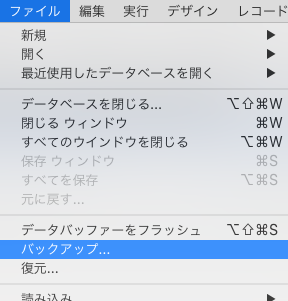 ファイル 編集 実行 デザイン レコード
新規 ▶
開く ▶
最近使用したデータベースを開く ▶
データベースを閉じる... ⌥⇧⌘W
閉じる ウィンドウ ⌘W
すべてのウインドウを閉じる ⌥⌘W
保存 ウィンドウ ⌘S
すべてを保存 ⌥⌘S
元に戻す...
データバッファーをフラッシュ ⌥⇧⌘S
バックアップ...
復元...
読み込み ▶